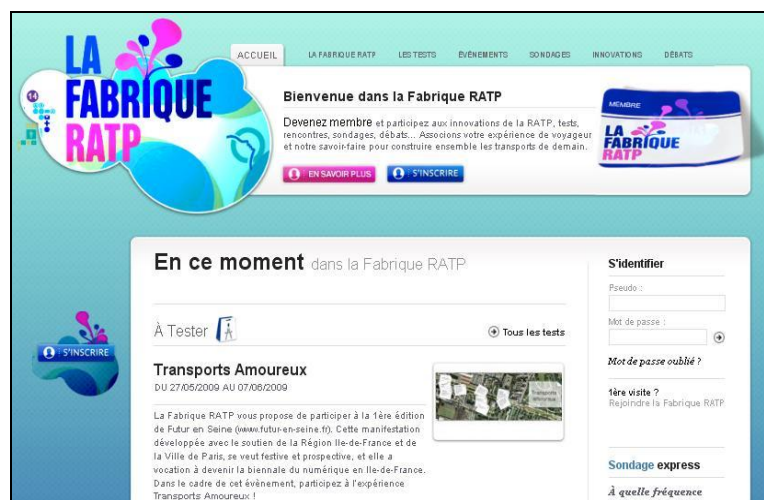 LA
FABRIQUE
RATP
14
ACCUEIL LA FABRIQUE RATP LES TESTS ÉVÉNEMENTS SONDAGES INNOVATIONS DÉBATS
Bienvenue dans la Fabrique RATP
Devenez membre et participez aux innovations de la RATP, tests,
rencontres, sondages, débats... Associons votre expérience de voyageur
et notre savoir-faire pour construire ensemble les transports de demain.
EN SAVOIR PLUS S'INSCRIRE
MEMBRE
LA
FABRIQUE
RATP
En ce moment dans la Fabrique RATP
À Tester Tous les tests
Transports Amoureux
DU 27/05/2009 AU 07/06/2009
La Fabrique RATP vous propose de participer à la 1ère édition
de Futur en Seine (www.futur-en-seine.fr). Cette manifestation
développée avec le soutien de la Région Ile-de-France et de
la Ville de Paris, se veut festive et prospective, et elle a
vocation à devenir la biennale du numérique en Ile-de-France.
Dans le cadre de cet évènement, participez à l'expérience
Transports Amoureux !
Transports
amoureux
S'INSCRIRE
S'identifier
Pseudo :
Mot de passe :
Mot de passe oublié ?
1ère visite ?
Rejoindre la Fabrique RATP
Sondage express
À quelle fréquence